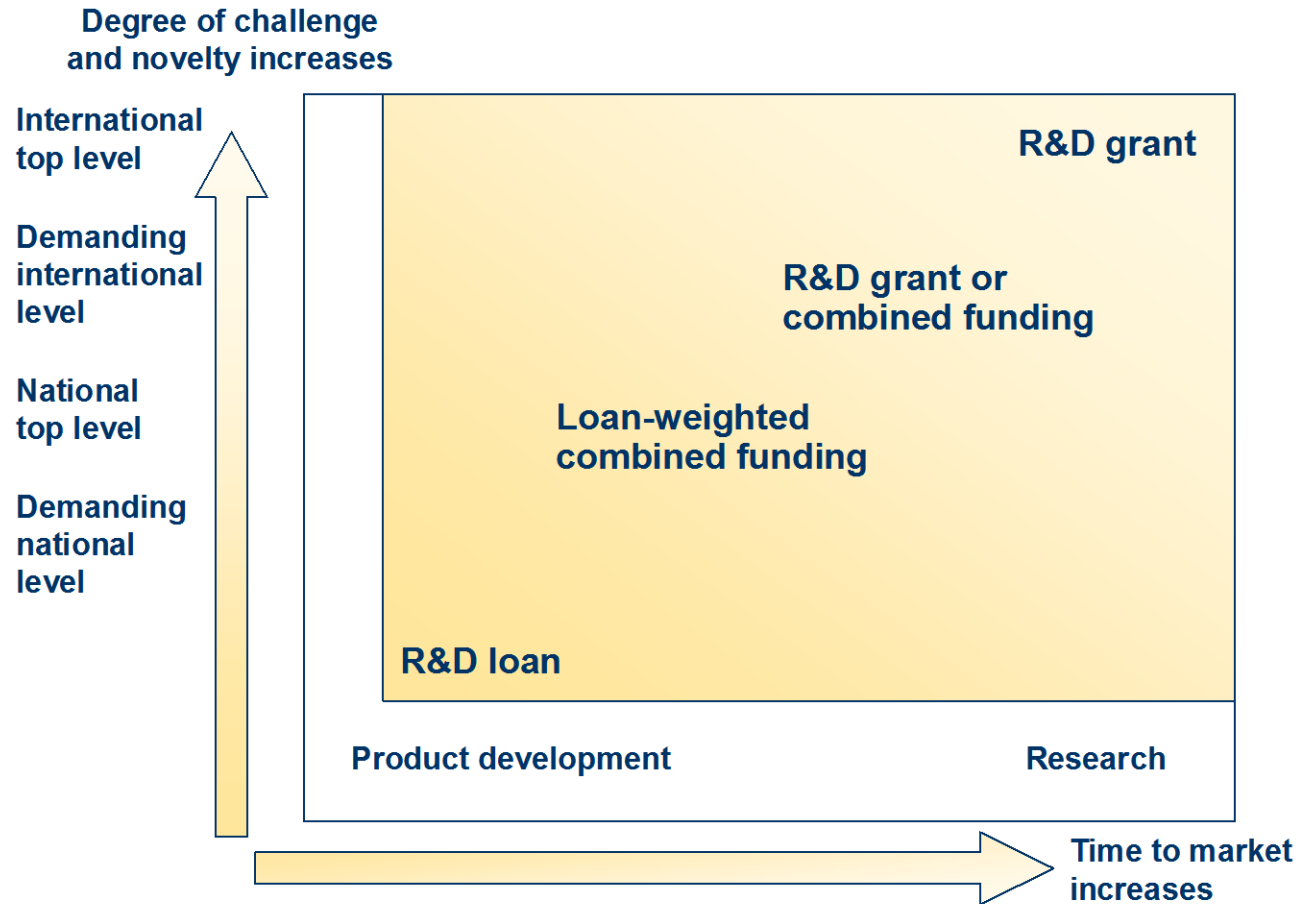 Degree of challenge
and novelty increases
International
top level
Demanding
international
level
National
top level
Demanding
national
level
R&D grant
R&D grant or
combined funding
Loan-weighted
combined funding
R&D loan
Product development
Research
Time to market
increases